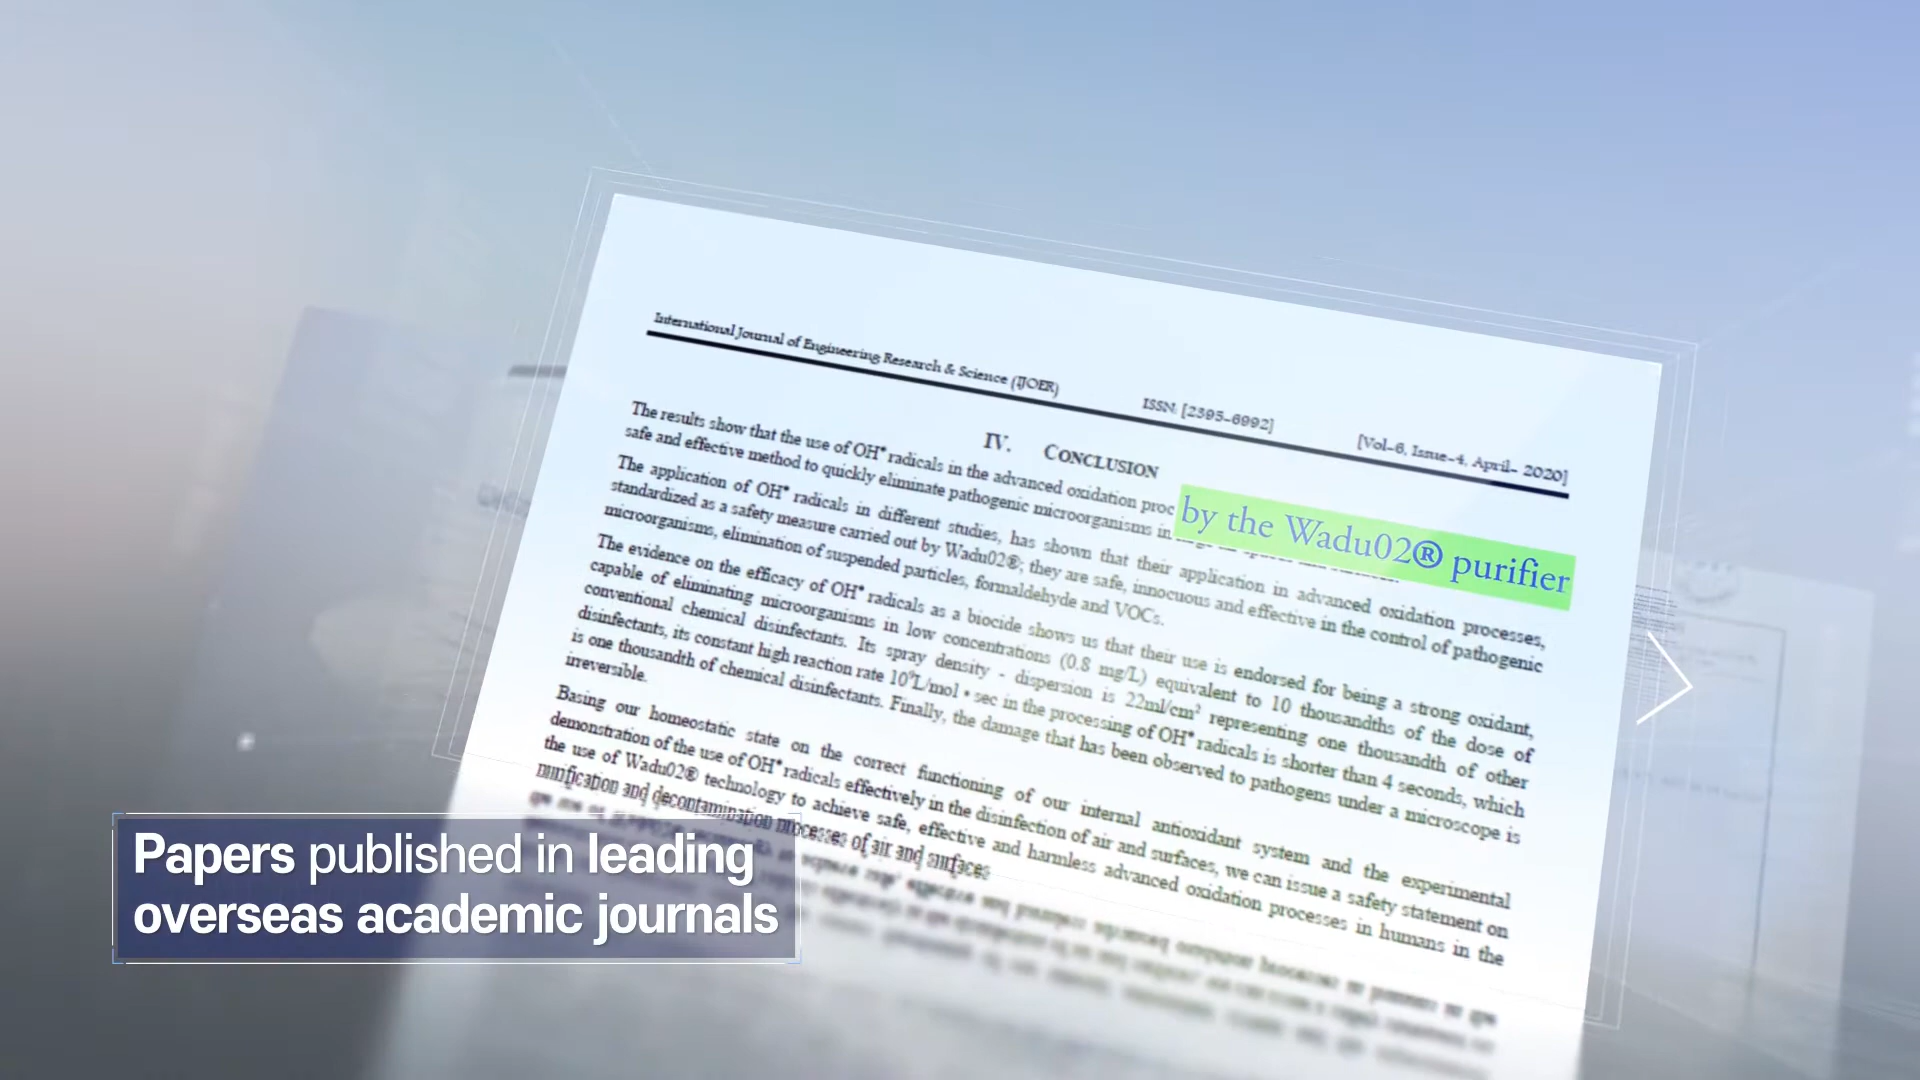 International Journal of Engineering Research & Science (IJOER)
ISSN: [2395-6992]
[Vol-6, Issue-4, April- 2020]
IV. CONCLUSION
The results show that the use of OH* radicals in the advanced oxidation proc
by the Wadu02® purifier
safe and effective method to quickly eliminate pathogenic microorganisms in
The application of OH* radicals in different studies, has shown that their application in advanced oxidation processes,
standardized as a safety measure carried out by Wadu02®; they are safe, innocuous and effective in the control of pathogenic
microorganisms, elimination of suspended particles, formaldehyde and VOCs.
The evidence on the efficacy of OH* radicals as a biocide shows us that their use is endorsed for being a strong oxidant,
capable of eliminating microorganisms in low concentrations (0.8 mg/L) equivalent to 10 thousandths of the dose of
conventional chemical disinfectants. Its spray density - dispersion is 22ml/cm² representing one thousandth of other
disinfectants, its constant high reaction rate 10⁹L/mol * sec in the processing of OH* radicals is shorter than 4 seconds, which
is one thousandth of chemical disinfectants. Finally, the damage that has been observed to pathogens under a microscope is
irreversible.
Basing our homeostatic state on the correct functioning of our internal antioxidant system and the experimental
demonstration of the use of OH* radicals effectively in the disinfection of air and surfaces, we can issue a safety statement on
the use of Wadu02® technology to achieve safe, effective and harmless advanced oxidation processes in humans in the
purification and decontamination processes of air and surfaces
Papers published in leading
overseas academic journals